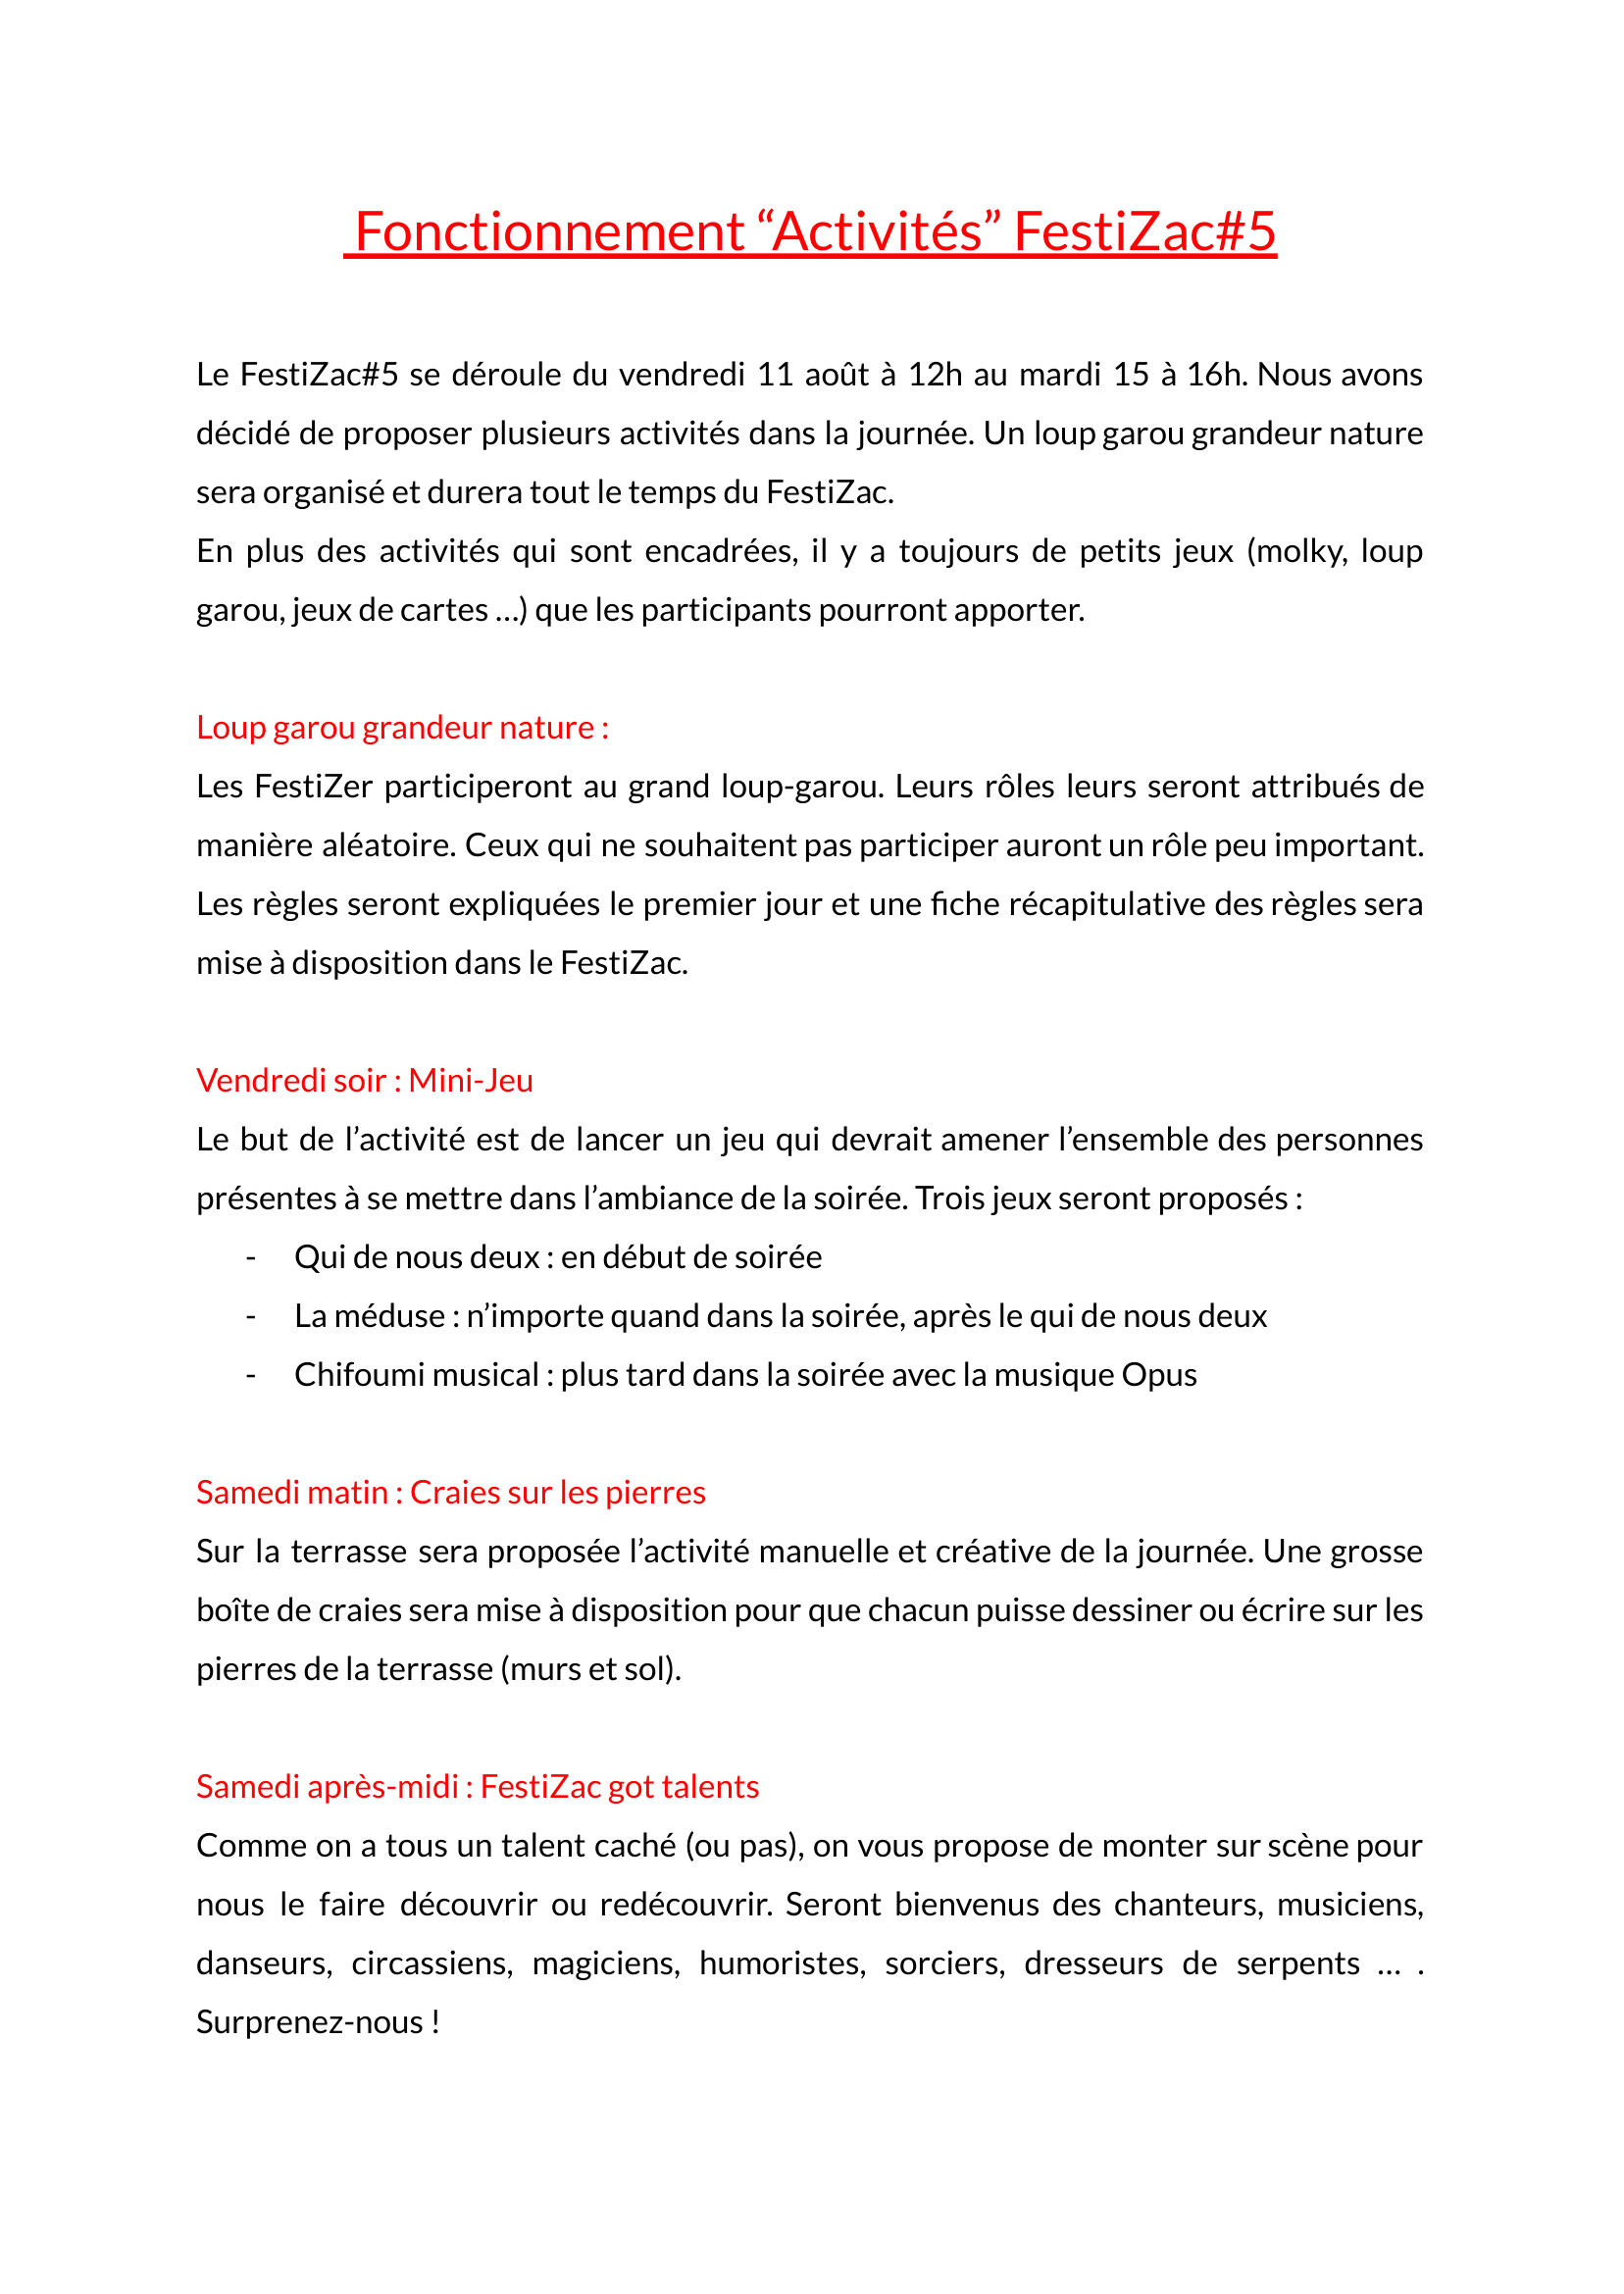 Fonctionnement “Activités” FestiZac#5
Le FestiZac#5 se déroule du vendredi 11 août à 12h au mardi 15 à 16h. Nous avons
décidé de proposer plusieurs activités dans la journée. Un loup garou grandeur nature
sera organisé et durera tout le temps du FestiZac.
En plus des activités qui sont encadrées, il y a toujours de petits jeux (molky, loup
garou, jeux de cartes …) que les participants pourront apporter.
Loup garou grandeur nature :
Les FestiZer participeront au grand loup-garou. Leurs rôles leurs seront attribués de
manière aléatoire. Ceux qui ne souhaitent pas participer auront un rôle peu important.
Les règles seront expliquées le premier jour et une fiche récapitulative des règles sera
mise à disposition dans le FestiZac.
Vendredi soir : Mini-Jeu
Le but de l’activité est de lancer un jeu qui devrait amener l’ensemble des personnes
présentes à se mettre dans l’ambiance de la soirée. Trois jeux seront proposés :
- Qui de nous deux : en début de soirée
- La méduse : n’importe quand dans la soirée, après le qui de nous deux
- Chifoumi musical : plus tard dans la soirée avec la musique Opus
Samedi matin : Craies sur les pierres
Sur la terrasse sera proposée l’activité manuelle et créative de la journée. Une grosse
boîte de craies sera mise à disposition pour que chacun puisse dessiner ou écrire sur les
pierres de la terrasse (murs et sol).
Samedi après-midi : FestiZac got talents
Comme on a tous un talent caché (ou pas), on vous propose de monter sur scène pour
nous le faire découvrir ou redécouvrir. Seront bienvenus des chanteurs, musiciens,
danseurs, circassiens, magiciens, humoristes, sorciers, dresseurs de serpents … .
Surprenez-nous !